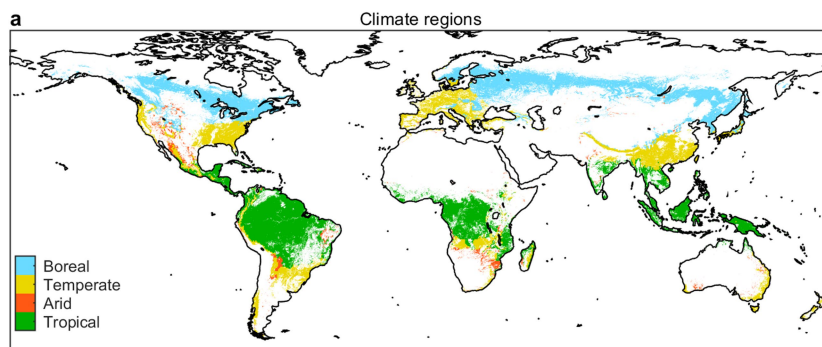 a
Climate regions
Boreal
Temperate
Arid
Tropical